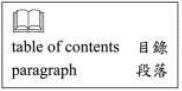 table of contents 目錄
paragraph 段落